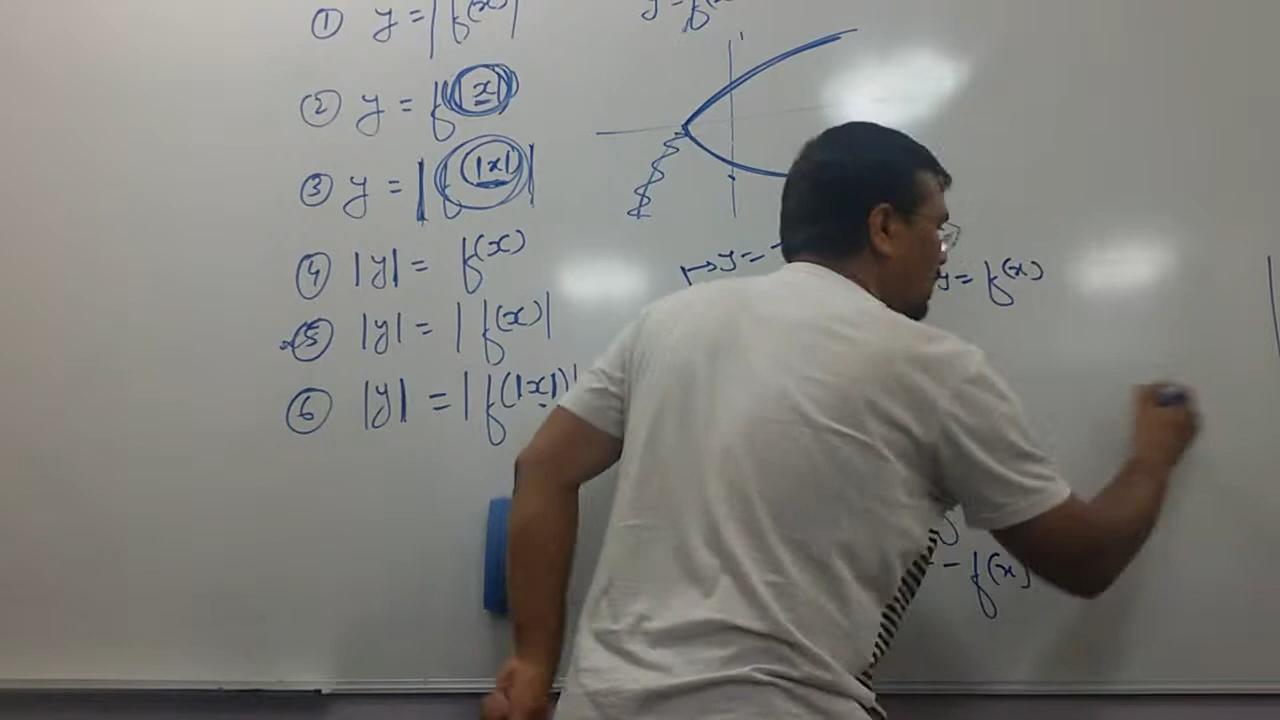 ① y = |f(x)|
② y = f(|x|)
③ y = |f(|x|)|
④ |y| = f(x)
⑤ |y| = |f(x)|
⑥ |y| = |f(|x|)|
y = f(x
y =
y = f(x)
- f(x)